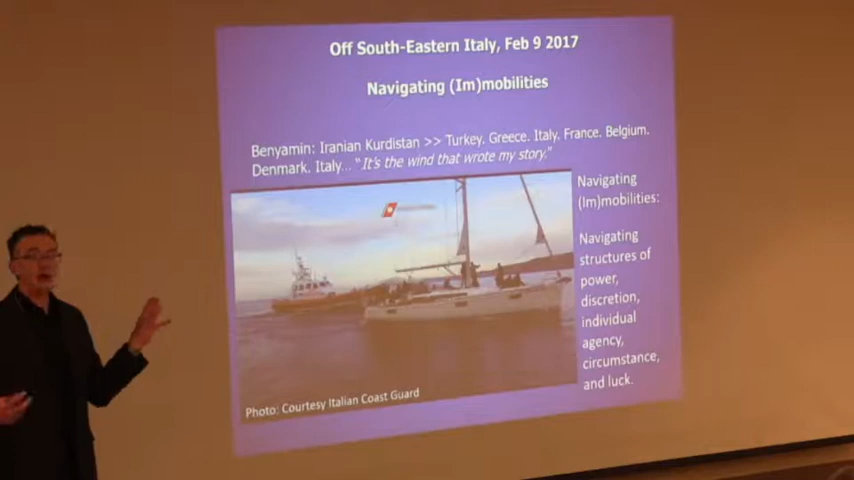 Off South-Eastern Italy, Feb 9 2017
Navigating (Im)mobilities
Benyamin: Iranian Kurdistan >> Turkey. Greece. Italy. France. Belgium.
Denmark. Italy... "It's the wind that wrote my story."
Navigating
(Im)mobilities:
Navigating
structures of
power,
discretion,
individual
agency,
circumstance,
and luck.
Photo: Courtesy Italian Coast Guard